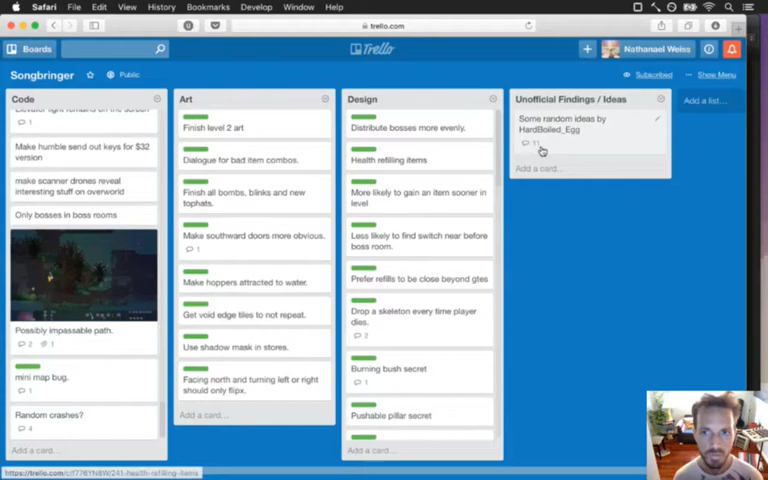 Safari File Edit View History Bookmarks Develop Window Help
trello.com
Boards
Trello
Nathanael Weiss
Songbringer
Public
Subscribed
Show Menu
Code
Elevator light remains on the screen
1
Make humble send out keys for $32
version
make scanner drones reveal
interesting stuff on overworld
Only bosses in boss rooms
Possibly impassable path.
2 1
mini map bug.
1
Random crashes?
4
Add a card...
Art
Finish level 2 art
Dialogue for bad item combos.
Finish all bombs, blinks and new
tophats.
Make southward doors more obvious.
1
Make hoppers attracted to water.
Get void edge tiles to not repeat.
Use shadow mask in stores.
Facing north and turning left or right
should only flipx.
Add a card...
Design
Distribute bosses more evenly.
Health refilling items
More likely to gain an item sooner in
level
Less likely to find switch near before
boss room.
Prefer refills to be close beyond gtes
Drop a skeleton every time player
dies.
2
Burning bush secret
1
Pushable pillar secret
Add a card...
Unofficial Findings / Ideas
Some random ideas by
HardBoiled_Egg
11
Add a card...
Add a list...
https://trello.com/c/f776YN8W/241-health-refilling-items